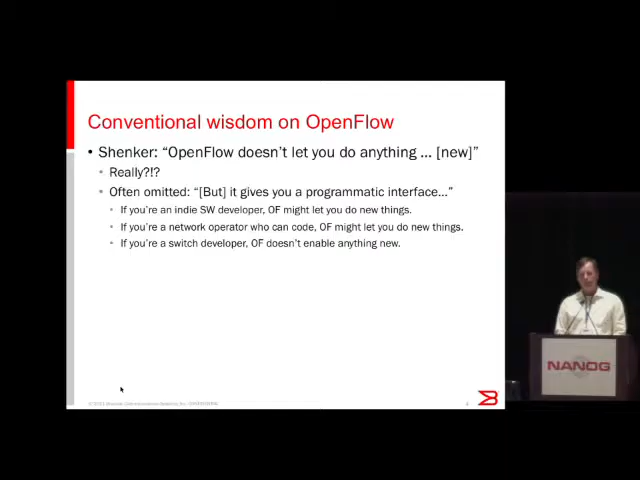 Conventional wisdom on OpenFlow
• Shenker: “OpenFlow doesn’t let you do anything … [new]”
• Really?!?
• Often omitted: “[But] it gives you a programmatic interface…”
• If you’re an indie SW developer, OF might let you do new things.
• If you’re a network operator who can code, OF might let you do new things.
• If you’re a switch developer, OF doesn’t enable anything new.
4
NANOG